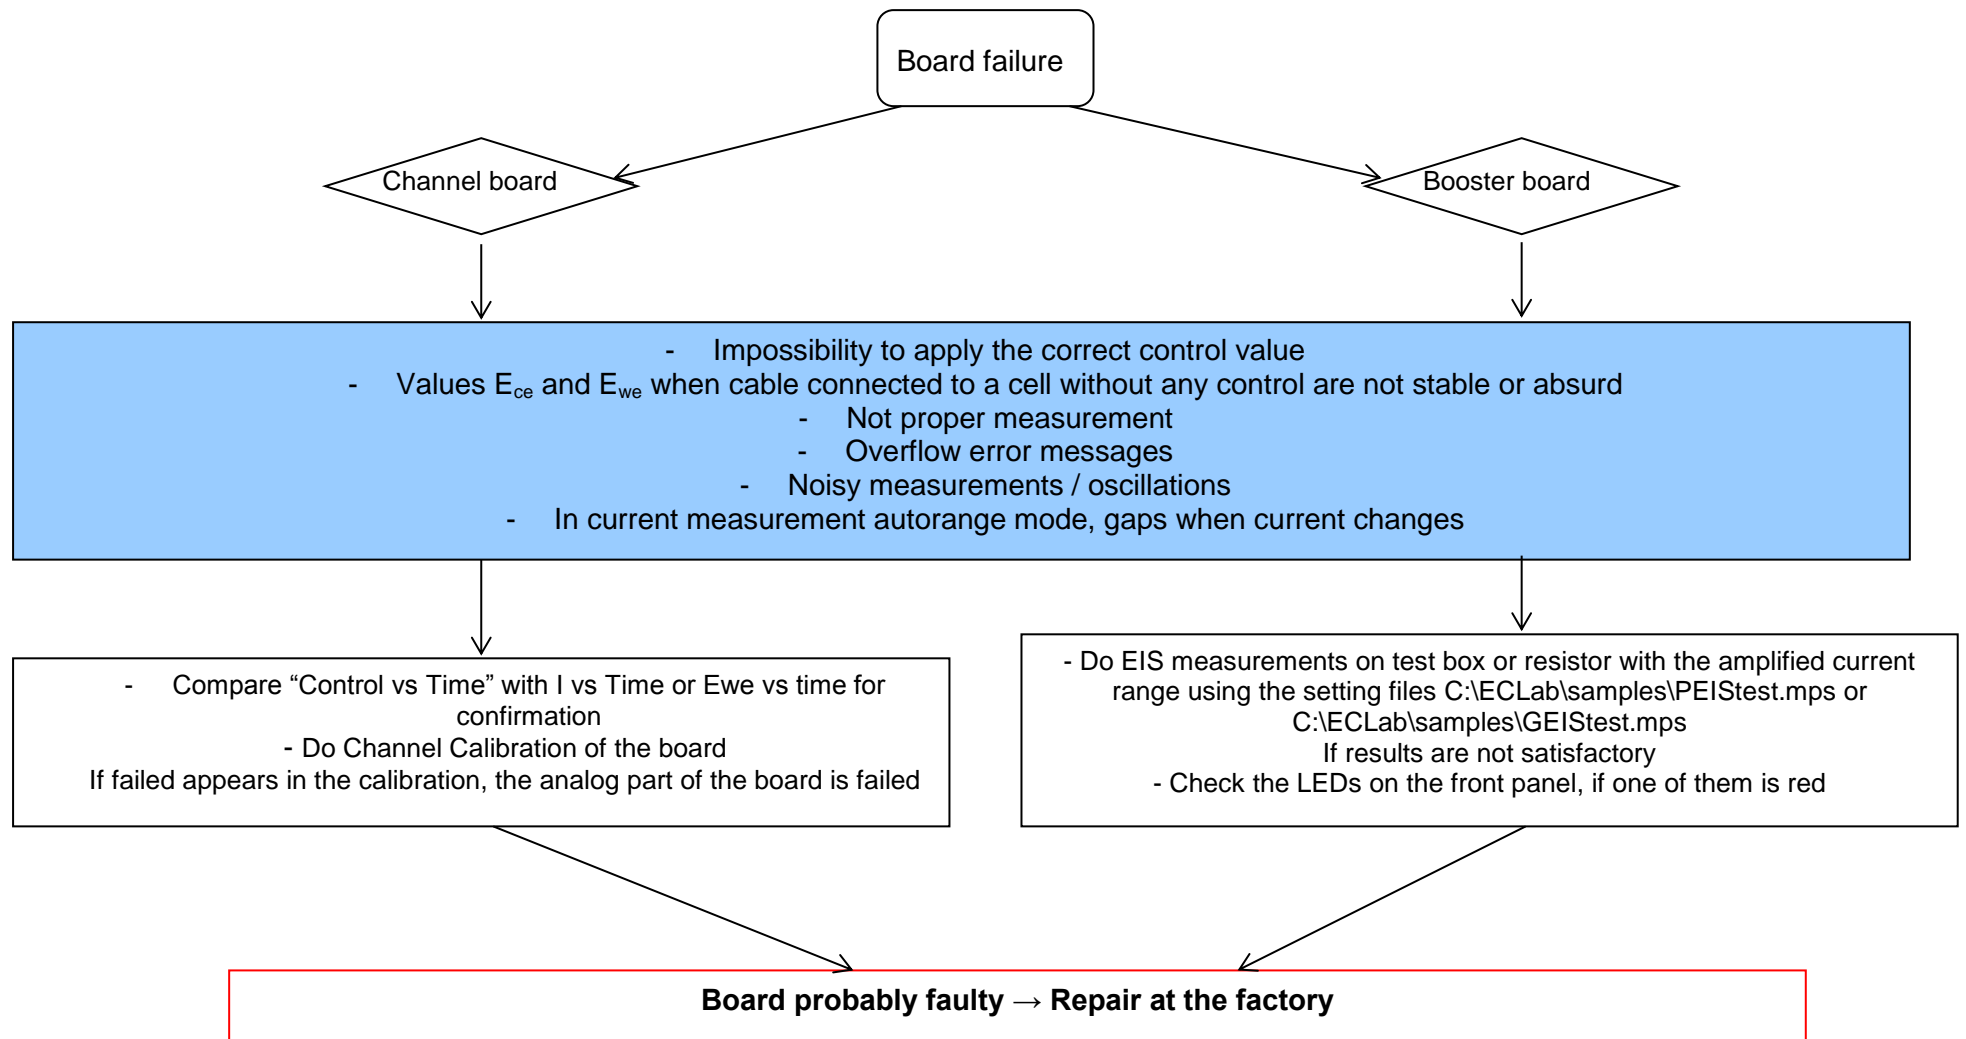 Board failure
Channel board
Booster board
- Impossibility to apply the correct control value
- Values Ece and Ewe when cable connected to a cell without any control are not stable or absurd
- Not proper measurement
- Overflow error messages
- Noisy measurements / oscillations
- In current measurement autorange mode, gaps when current changes
- Compare “Control vs Time” with I vs Time or Ewe vs time for
confirmation
- Do Channel Calibration of the board
If failed appears in the calibration, the analog part of the board is failed
- Do EIS measurements on test box or resistor with the amplified current
range using the setting files C:\ECLab\samples\PEIStest.mps or
C:\ECLab\samples\GEIStest.mps
If results are not satisfactory
- Check the LEDs on the front panel, if one of them is red
Board probably faulty → Repair at the factory